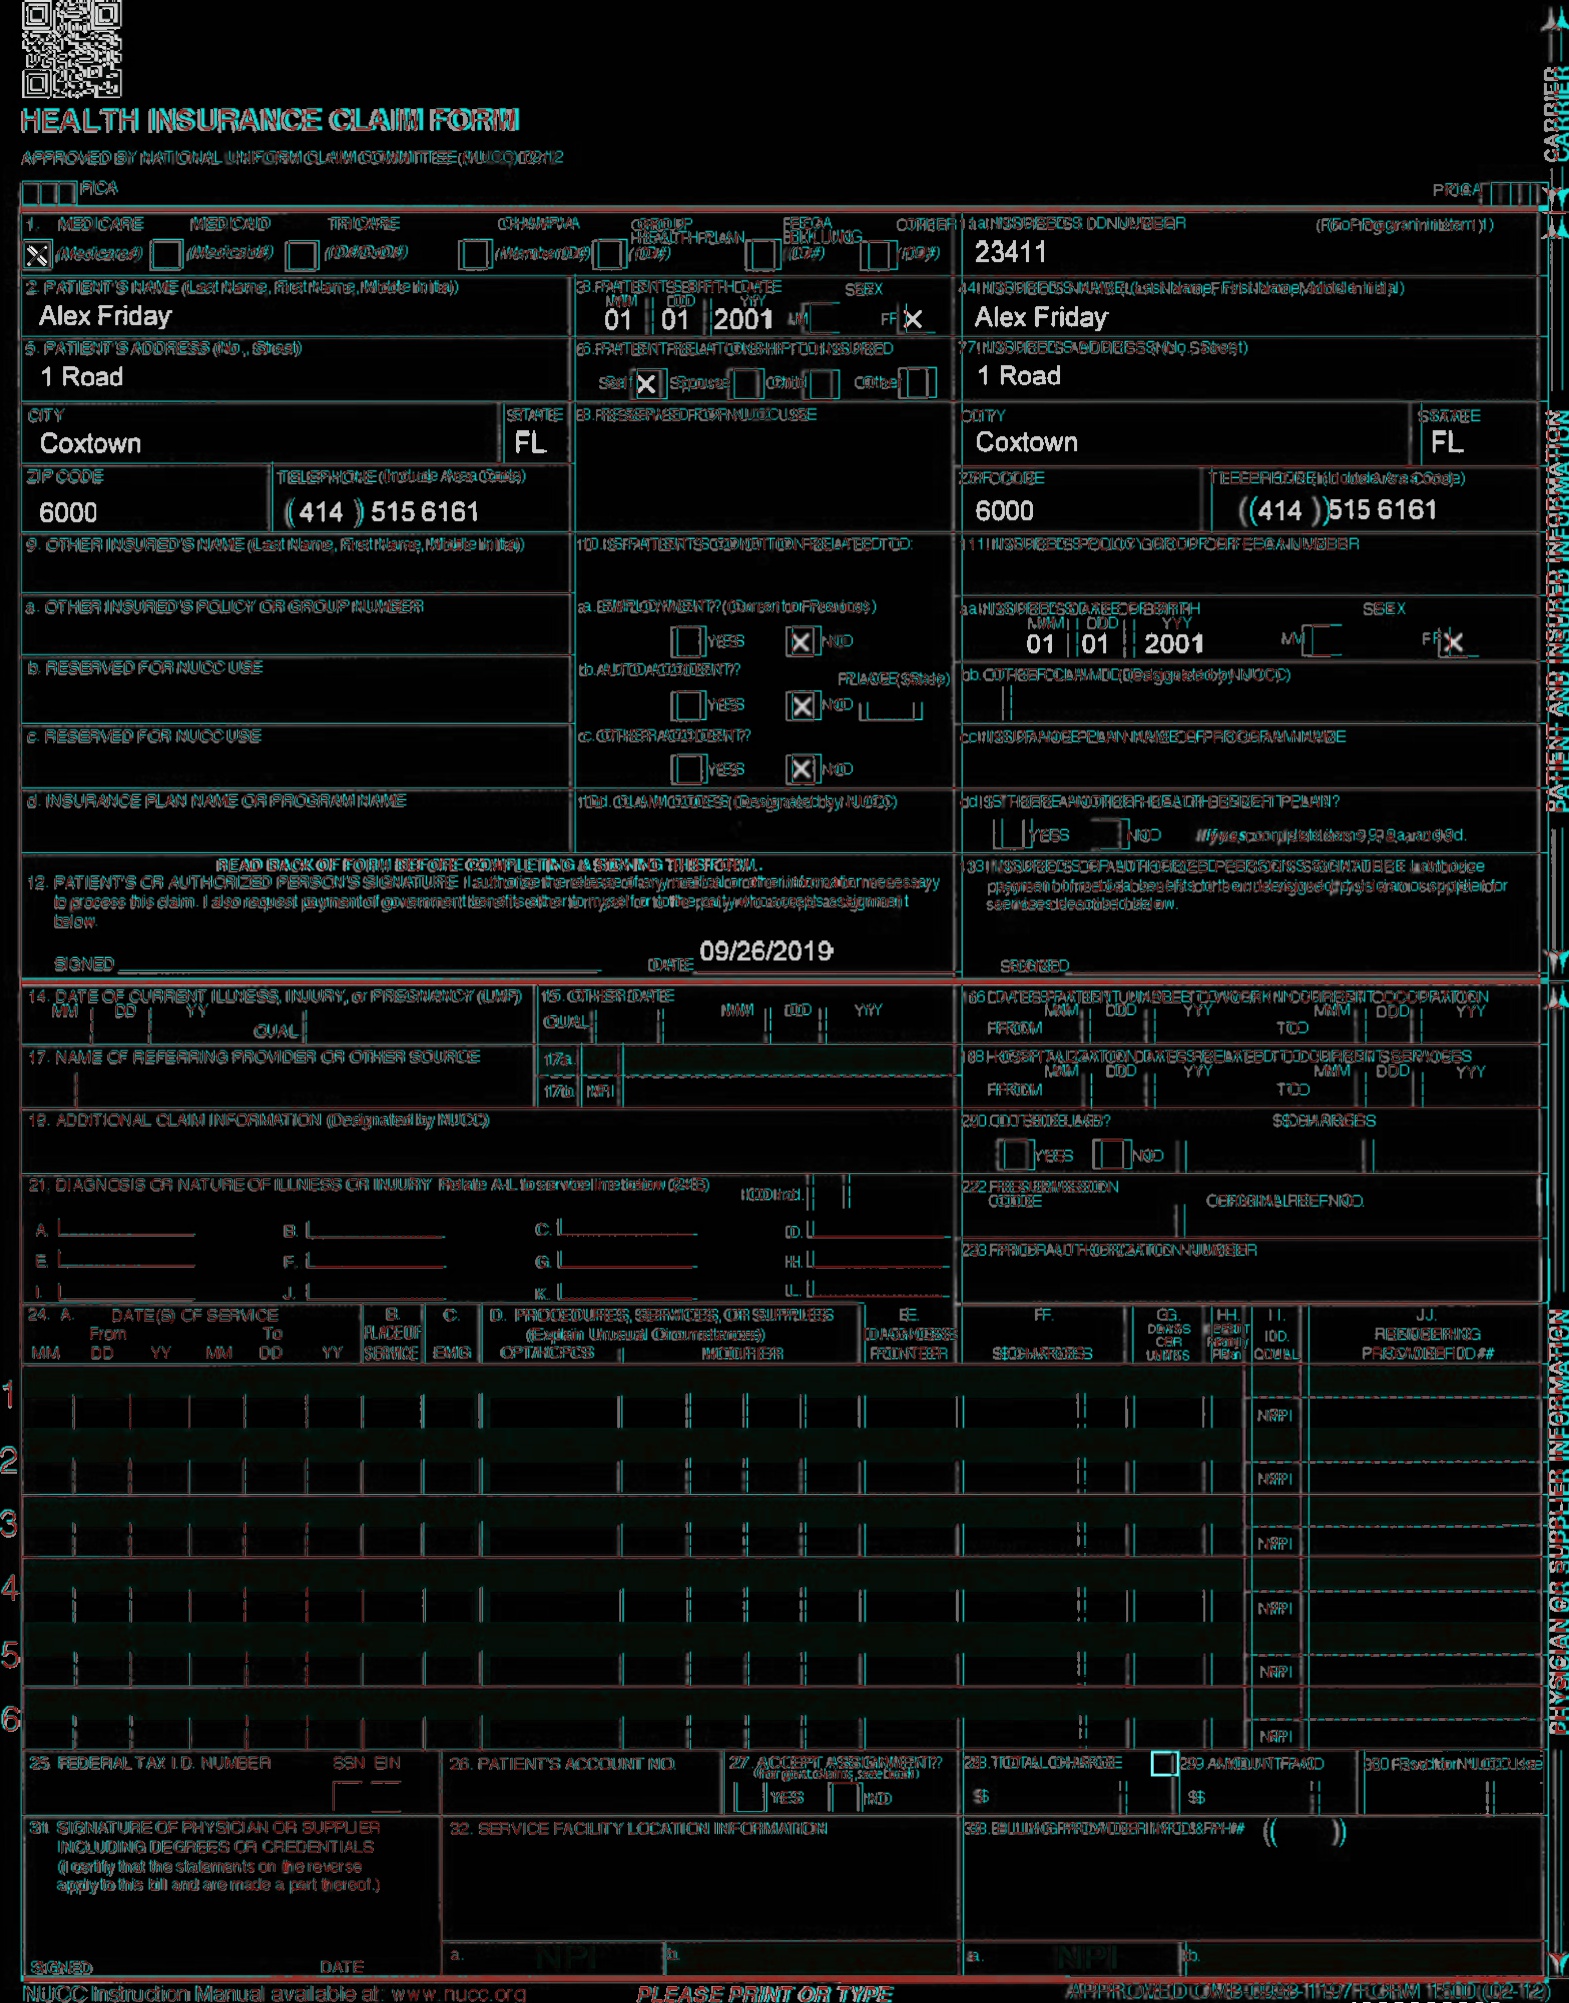 HEALTH INSURANCE CLAIM FORM
APPROVED BY NATIONAL UNIFORM CLAIM COMMITTEE (NUCC) 02/12
PICA PICA
CARRIER
1. MEDICARE MEDICAID TRICARE CHAMPVA GROUP HEALTH PLAN FECA BLK LUNG OTHER 1a. INSURED'S I.D. NUMBER (For Program in Item 1)
X (Medicare#) (Medicaid#) (ID#/DoD#) (Member ID#) (ID#) (ID#) (ID#) 23411
2. PATIENT'S NAME (Last Name, First Name, Middle Initial) 3. PATIENT'S BIRTH DATE SEX 4. INSURED'S NAME (Last Name, First Name, Middle Initial)
MM DD YY
Alex Friday 01 01 2001 M F X Alex Friday
5. PATIENT'S ADDRESS (No., Street) 6. PATIENT RELATIONSHIP TO INSURED 7. INSURED'S ADDRESS (No., Street)
1 Road Self X Spouse Child Other 1 Road
CITY STATE 8. RESERVED FOR NUCC USE CITY STATE
Coxtown FL Coxtown FL
ZIP CODE TELEPHONE (Include Area Code) ZIP CODE TELEPHONE (Include Area Code)
6000 (414) 515 6161 6000 (414) 515 6161
9. OTHER INSURED'S NAME (Last Name, First Name, Middle Initial) 10. IS PATIENT'S CONDITION RELATED TO: 11. INSURED'S POLICY GROUP OR FECA NUMBER
a. OTHER INSURED'S POLICY OR GROUP NUMBER a. EMPLOYMENT? (Current or Previous) a. INSURED'S DATE OF BIRTH SEX
MM DD YY
YES X NO 01 01 2001 M F X
b. RESERVED FOR NUCC USE b. AUTO ACCIDENT? PLACE (State) b. OTHER CLAIM ID (Designated by NUCC)
YES X NO
c. RESERVED FOR NUCC USE c. OTHER ACCIDENT? c. INSURANCE PLAN NAME OR PROGRAM NAME
YES X NO
d. INSURANCE PLAN NAME OR PROGRAM NAME 10d. CLAIM CODES (Designated by NUCC) d. IS THERE ANOTHER HEALTH BENEFIT PLAN?
YES NO If yes, complete items 9, 9a, and 9d.
PATIENT AND INSURED INFORMATION
READ BACK OF FORM BEFORE COMPLETING & SIGNING THIS FORM.
12. PATIENT'S OR AUTHORIZED PERSON'S SIGNATURE I authorize the release of any medical or other information necessary
to process this claim. I also request payment of government benefits either to myself or to the party who accepts assignment
below.
13. INSURED'S OR AUTHORIZED PERSON'S SIGNATURE I authorize
payment of medical benefits to the undersigned physician or supplier for
services described below.
SIGNED DATE 09/26/2019 SIGNED
14. DATE OF CURRENT ILLNESS, INJURY, or PREGNANCY (LMP) 15. OTHER DATE 16. DATES PATIENT UNABLE TO WORK IN CURRENT OCCUPATION
MM DD YY QUAL. QUAL. MM DD YY FROM MM DD YY TO MM DD YY
17. NAME OF REFERRING PROVIDER OR OTHER SOURCE 17a. 18. HOSPITALIZATION DATES RELATED TO CURRENT SERVICES
17b. NPI FROM MM DD YY TO MM DD YY
19. ADDITIONAL CLAIM INFORMATION (Designated by NUCC) 20. OUTSIDE LAB? $ CHARGES
YES NO
21. DIAGNOSIS OR NATURE OF ILLNESS OR INJURY Relate A-L to service line below (24E) ICD Ind. 22. RESUBMISSION CODE ORIGINAL REF. NO.
A. B. C. D.
E. F. G. H. 23. PRIOR AUTHORIZATION NUMBER
I. J. K. L.
24. A. DATE(S) OF SERVICE B. C. D. PROCEDURES, SERVICES, OR SUPPLIES E. F. G. H. I. J.
From To PLACE OF (Explain Unusual Circumstances) DIAGNOSIS DAYS OR ID. RENDERING
MM DD YY MM DD YY SERVICE EMG CPT/HCPCS MODIFIER POINTER $ CHARGES UNITS EPSDT Family Plan QUAL. PROVIDER ID. #
1 NPI
2 NPI
3 NPI
4 NPI
5 NPI
6 NPI
PHYSICIAN OR SUPPLIER INFORMATION
25. FEDERAL TAX I.D. NUMBER SSN EIN 26. PATIENT'S ACCOUNT NO. 27. ACCEPT ASSIGNMENT? 28. TOTAL CHARGE 29. AMOUNT PAID 30. Rsvd for NUCC Use
(For govt. claims, see back)
YES NO $ $
31. SIGNATURE OF PHYSICIAN OR SUPPLIER 32. SERVICE FACILITY LOCATION INFORMATION 33. BILLING PROVIDER INFO & PH # ( )
INCLUDING DEGREES OR CREDENTIALS
(I certify that the statements on the reverse
apply to this bill and are made a part thereof.)
SIGNED DATE a. NPI b. a. NPI b.
NUCC Instruction Manual available at: www.nucc.org PLEASE PRINT OR TYPE APPROVED OMB-0938-1197 FORM 1500 (02-12)